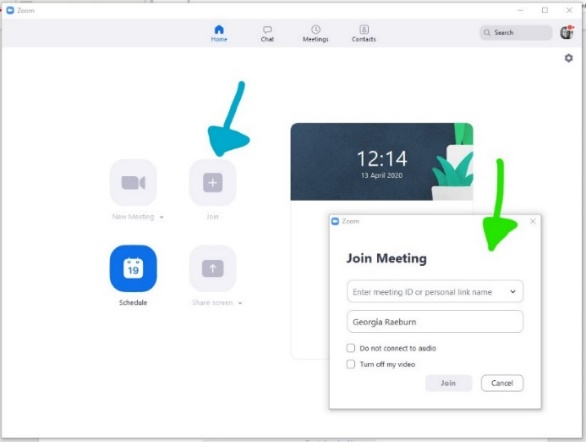 Zoom
Home
Chat
Meetings
Contacts
Search
12:14
13 April 2020
New Meeting
Join
19
Schedule
Share screen
Zoom
Join Meeting
Enter meeting ID or personal link name
Georgia Raeburn
Do not connect to audio
Turn off my video
Join
Cancel